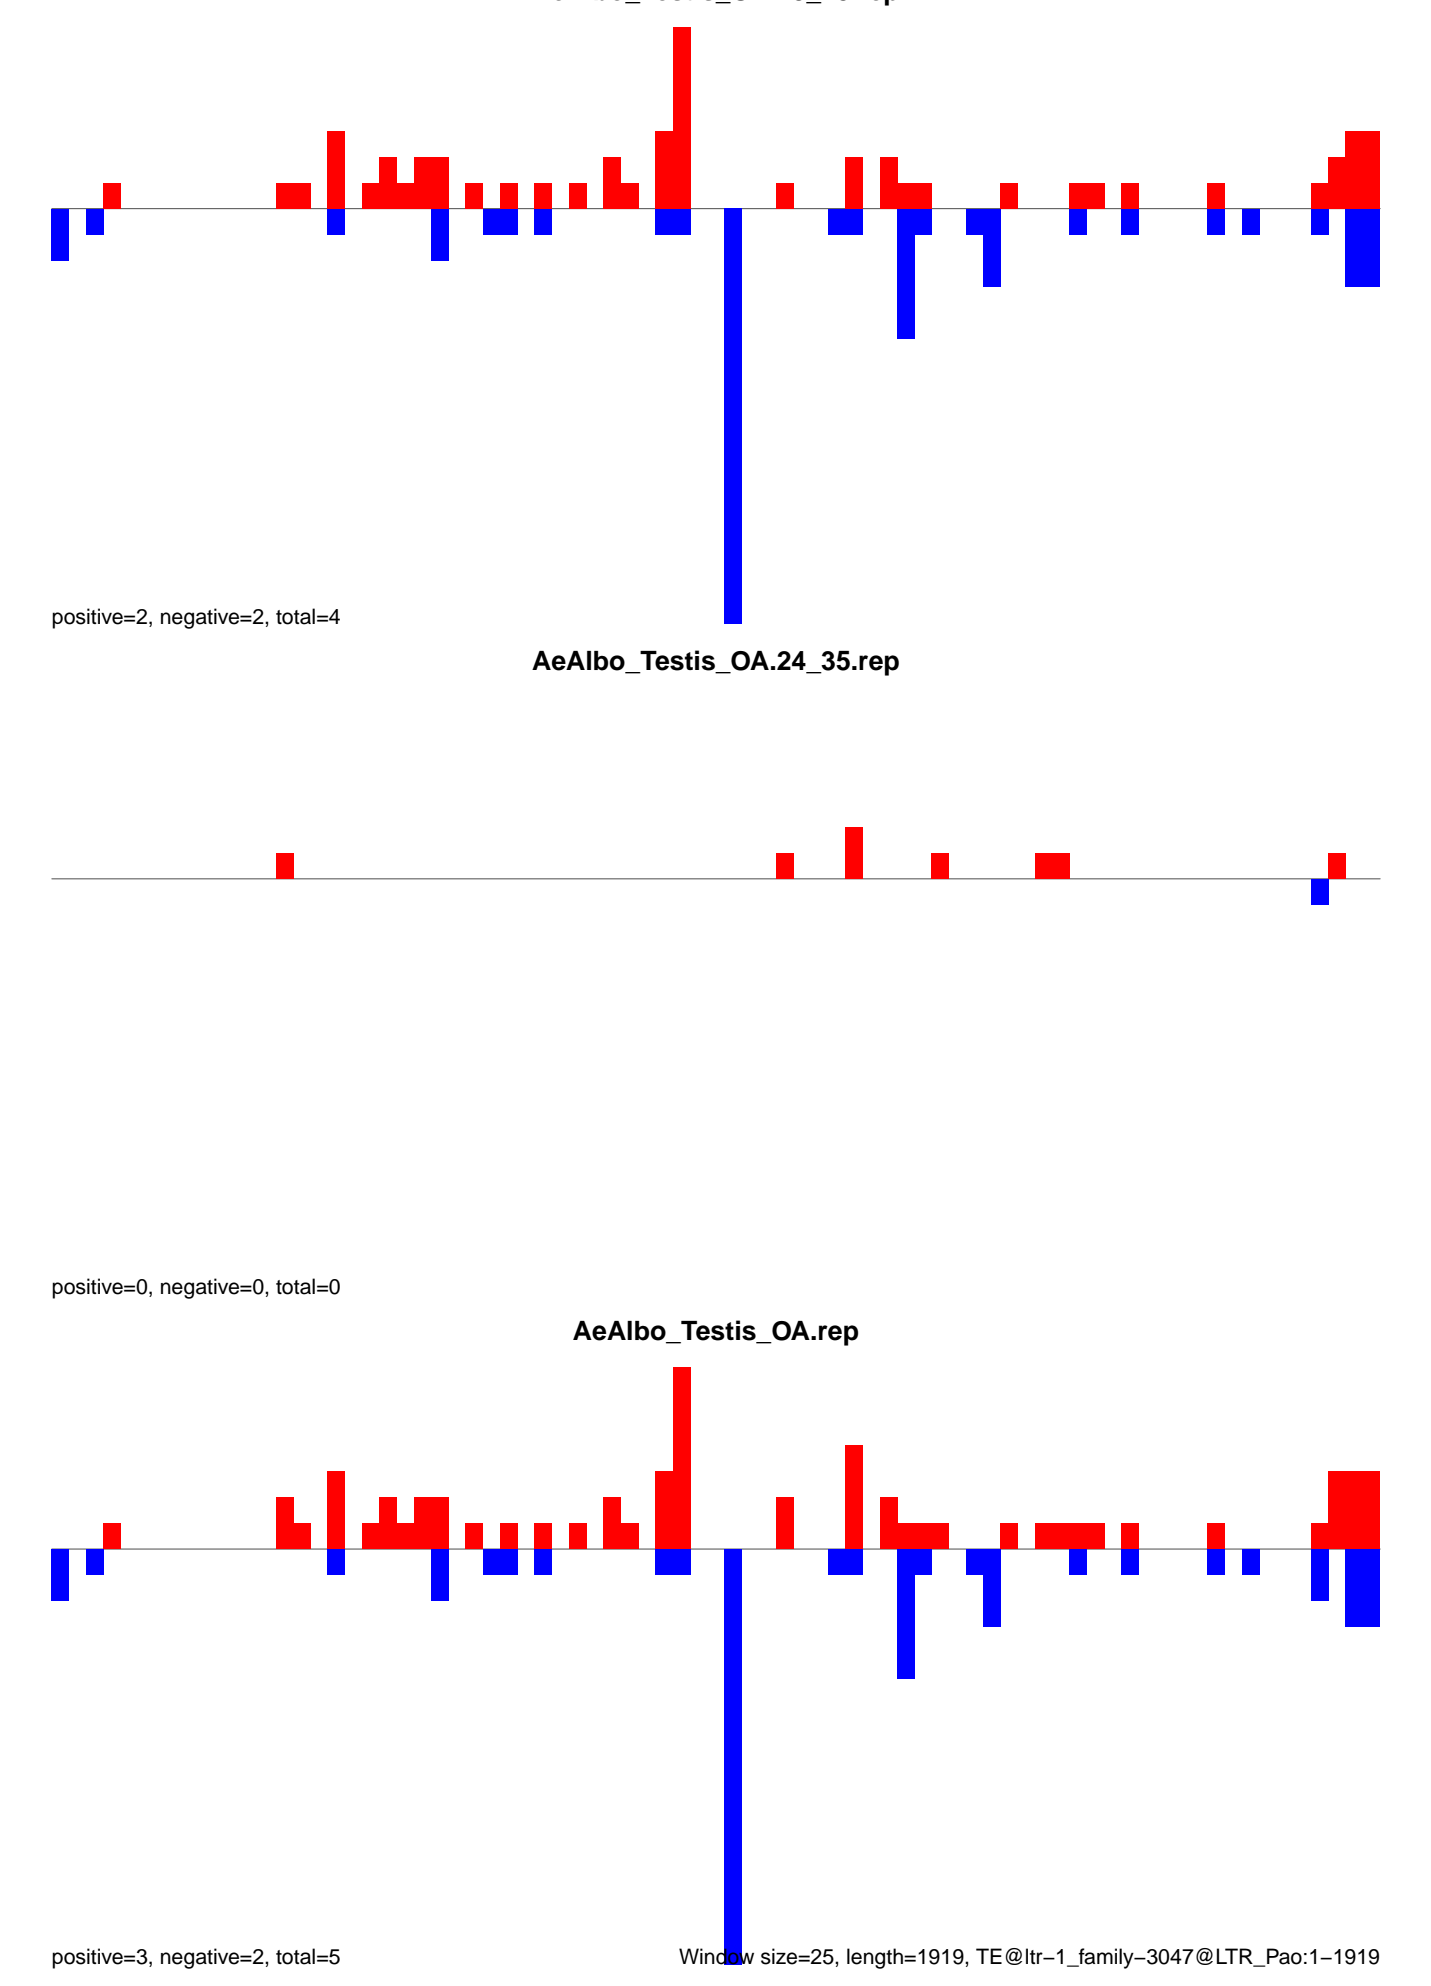 positive=2, negative=2, total=4
AeAlbo_Testis_OA.24_35.rep
positive=0, negative=0, total=0
AeAlbo_Testis_OA.rep
positive=3, negative=2, total=5
Window size=25, length=1919, TE@ltr−1_family−3047@LTR_Pao:1−1919